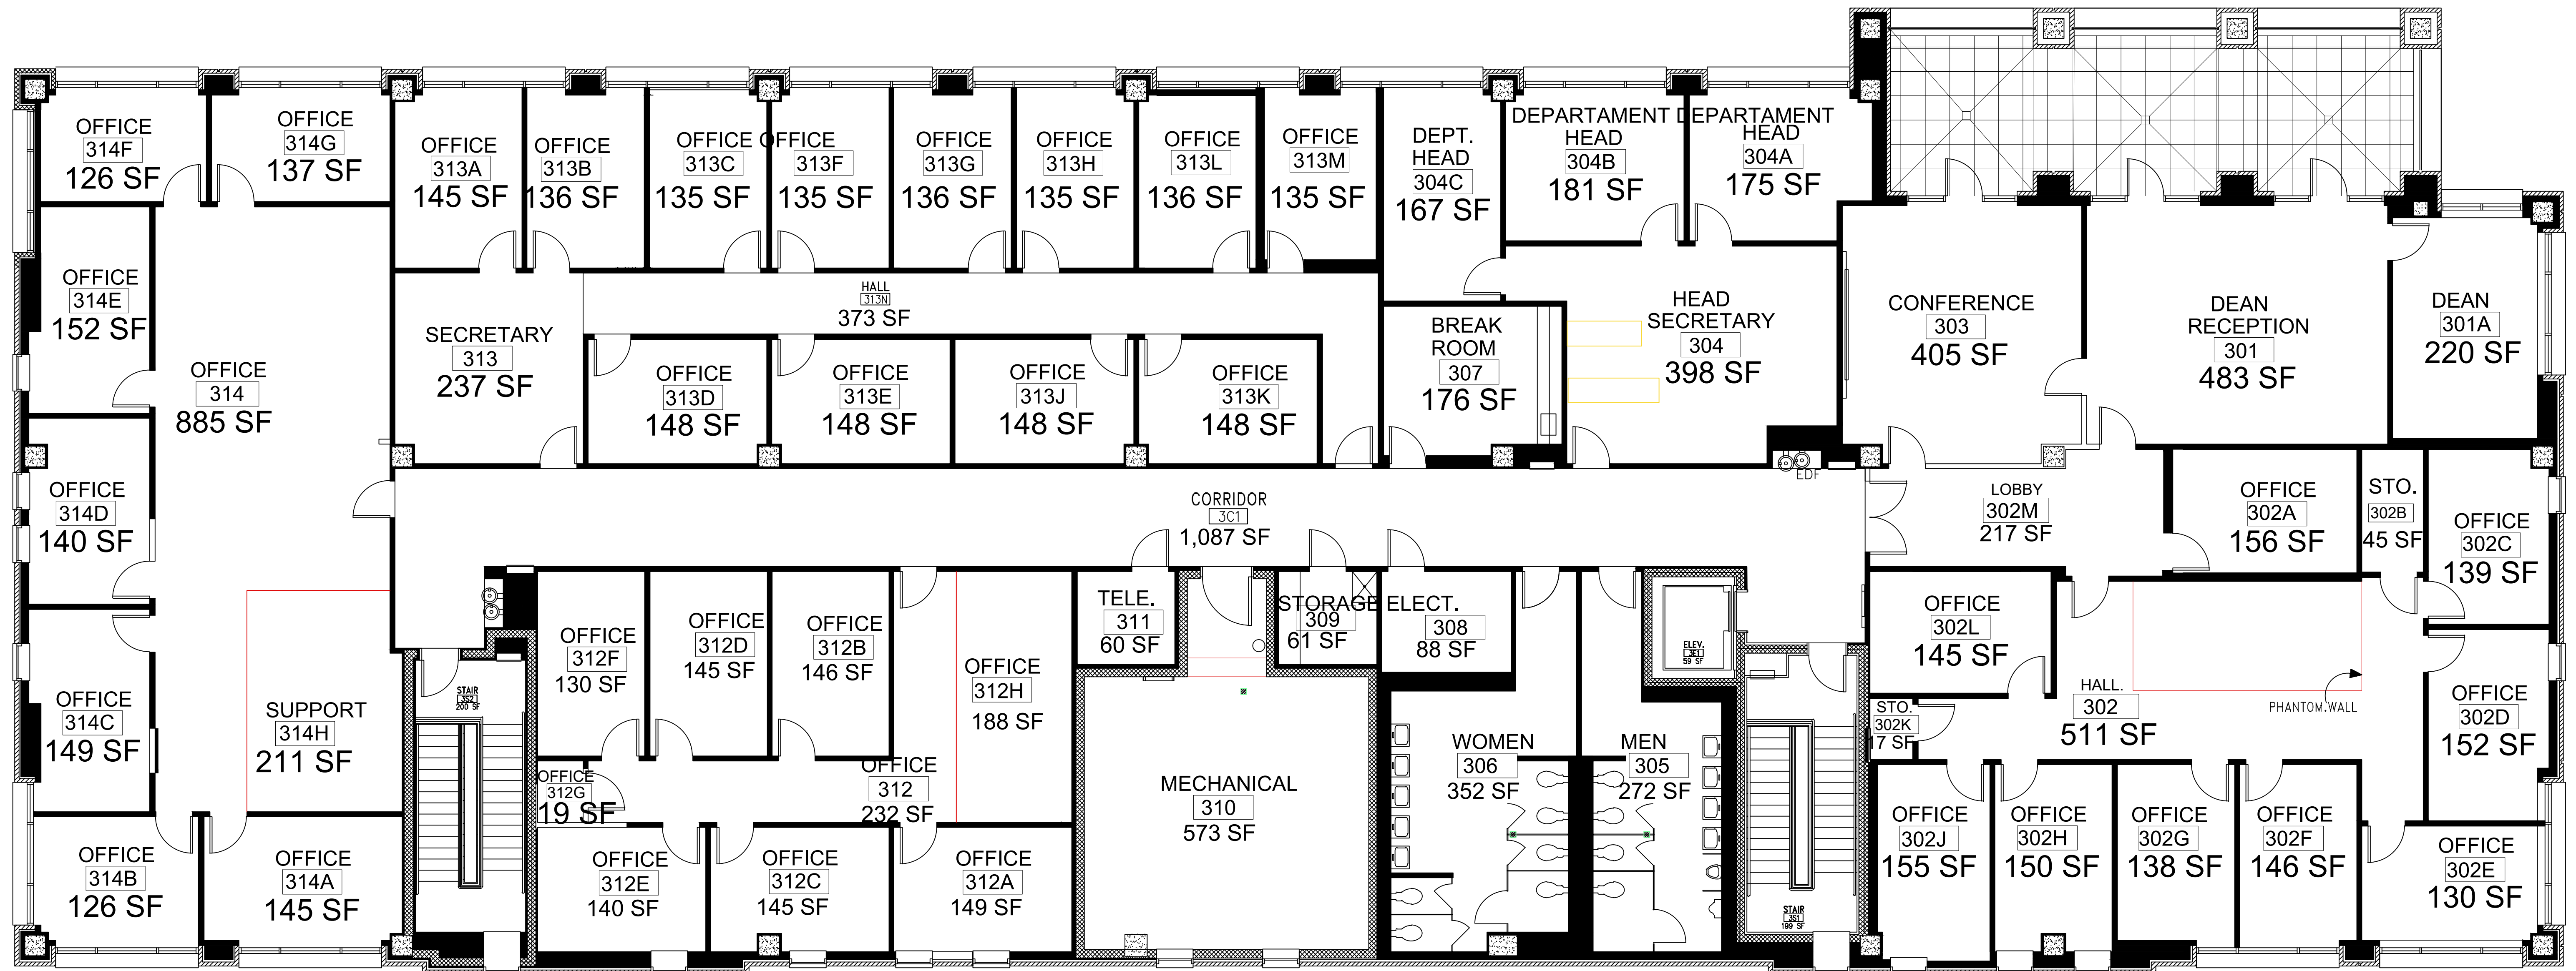 OFFICE
314F
126 SF
OFFICE
314G
137 SF
OFFICE
313A
145 SF
OFFICE
313B
136 SF
OFFICE
313C
135 SF
OFFICE
313F
135 SF
OFFICE
313G
136 SF
OFFICE
313H
135 SF
OFFICE
313L
136 SF
OFFICE
313M
135 SF
DEPT.
HEAD
304C
167 SF
DEPARTAMENT
HEAD
304B
181 SF
DEPARTAMENT
HEAD
304A
175 SF
OFFICE
314E
152 SF
OFFICE
314
885 SF
SECRETARY
313
237 SF
HALL
313N
373 SF
OFFICE
313D
148 SF
OFFICE
313E
148 SF
OFFICE
313J
148 SF
OFFICE
313K
148 SF
BREAK
ROOM
307
176 SF
HEAD
SECRETARY
304
398 SF
CONFERENCE
303
405 SF
DEAN
RECEPTION
301
483 SF
DEAN
301A
220 SF
OFFICE
314D
140 SF
CORRIDOR
3C1
1,087 SF
EDF
LOBBY
302M
217 SF
OFFICE
302A
156 SF
STO.
302B
45 SF
OFFICE
302C
139 SF
OFFICE
314C
149 SF
SUPPORT
314H
211 SF
STAIR
3S2
200 SF
OFFICE
312F
130 SF
OFFICE
312D
145 SF
OFFICE
312B
146 SF
OFFICE
312H
188 SF
TELE.
311
60 SF
STORAGE
309
61 SF
ELECT.
308
88 SF
ELEV.
3E1
59 SF
OFFICE
302L
145 SF
STO.
302K
17 SF
HALL.
302
511 SF
PHANTOM WALL
OFFICE
302D
152 SF
OFFICE
312G
19 SF
OFFICE
312
232 SF
MECHANICAL
310
573 SF
WOMEN
306
352 SF
MEN
305
272 SF
OFFICE
314B
126 SF
OFFICE
314A
145 SF
OFFICE
312E
140 SF
OFFICE
312C
145 SF
OFFICE
312A
149 SF
STAIR
3S1
199 SF
OFFICE
302J
155 SF
OFFICE
302H
150 SF
OFFICE
302G
138 SF
OFFICE
302F
146 SF
OFFICE
302E
130 SF